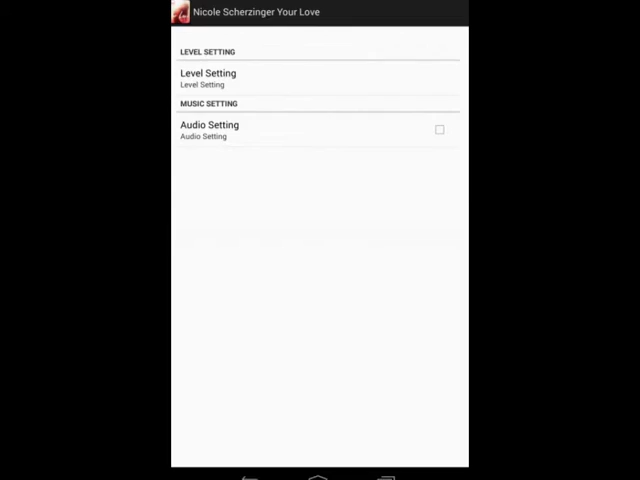 Nicole Scherzinger Your Love
LEVEL SETTING
Level Setting
Level Setting
MUSIC SETTING
Audio Setting
Audio Setting